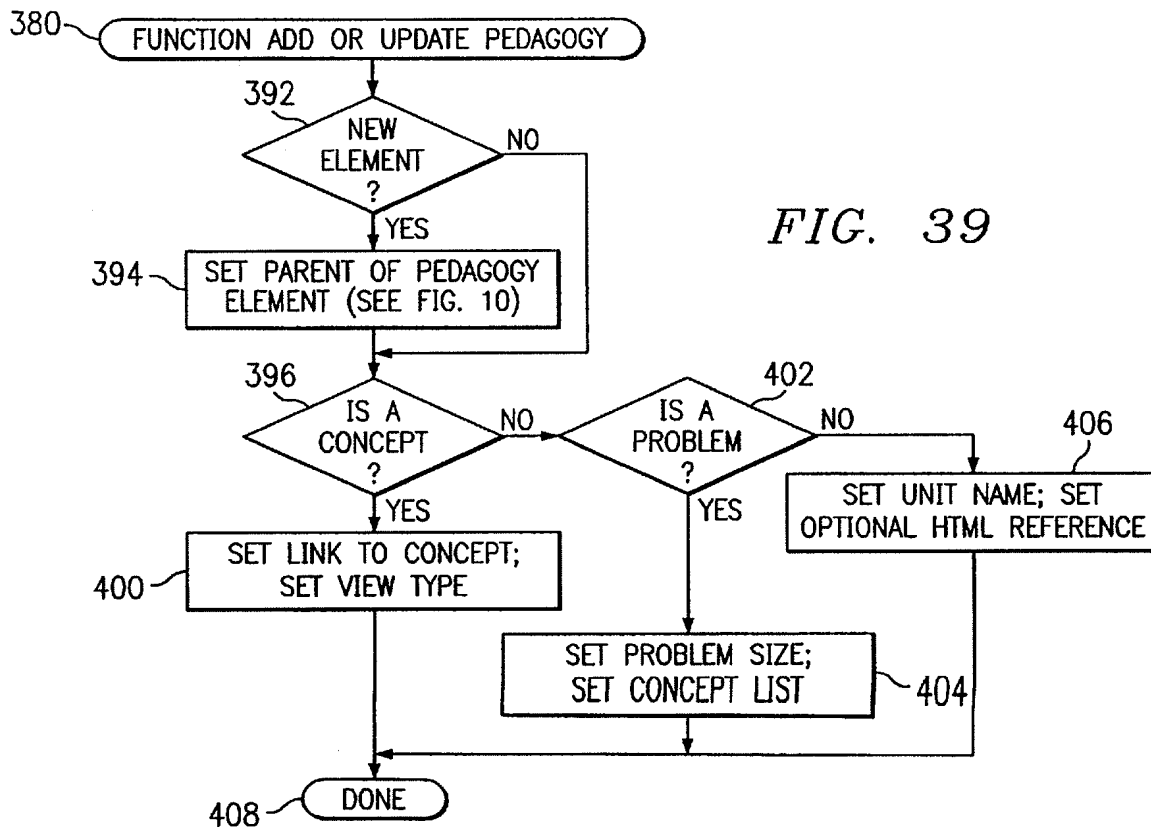 380
FUNCTION ADD OR UPDATE PEDAGOGY
392
NEW
ELEMENT
?
NO
YES
FIG. 39
394
SET PARENT OF PEDAGOGY
ELEMENT (SEE FIG. 10)
396
IS A
CONCEPT
?
NO
YES
402
IS A
PROBLEM
?
NO
YES
406
SET UNIT NAME; SET
OPTIONAL HTML REFERENCE
400
SET LINK TO CONCEPT;
SET VIEW TYPE
SET PROBLEM SIZE;
SET CONCEPT LIST
404
408
DONE